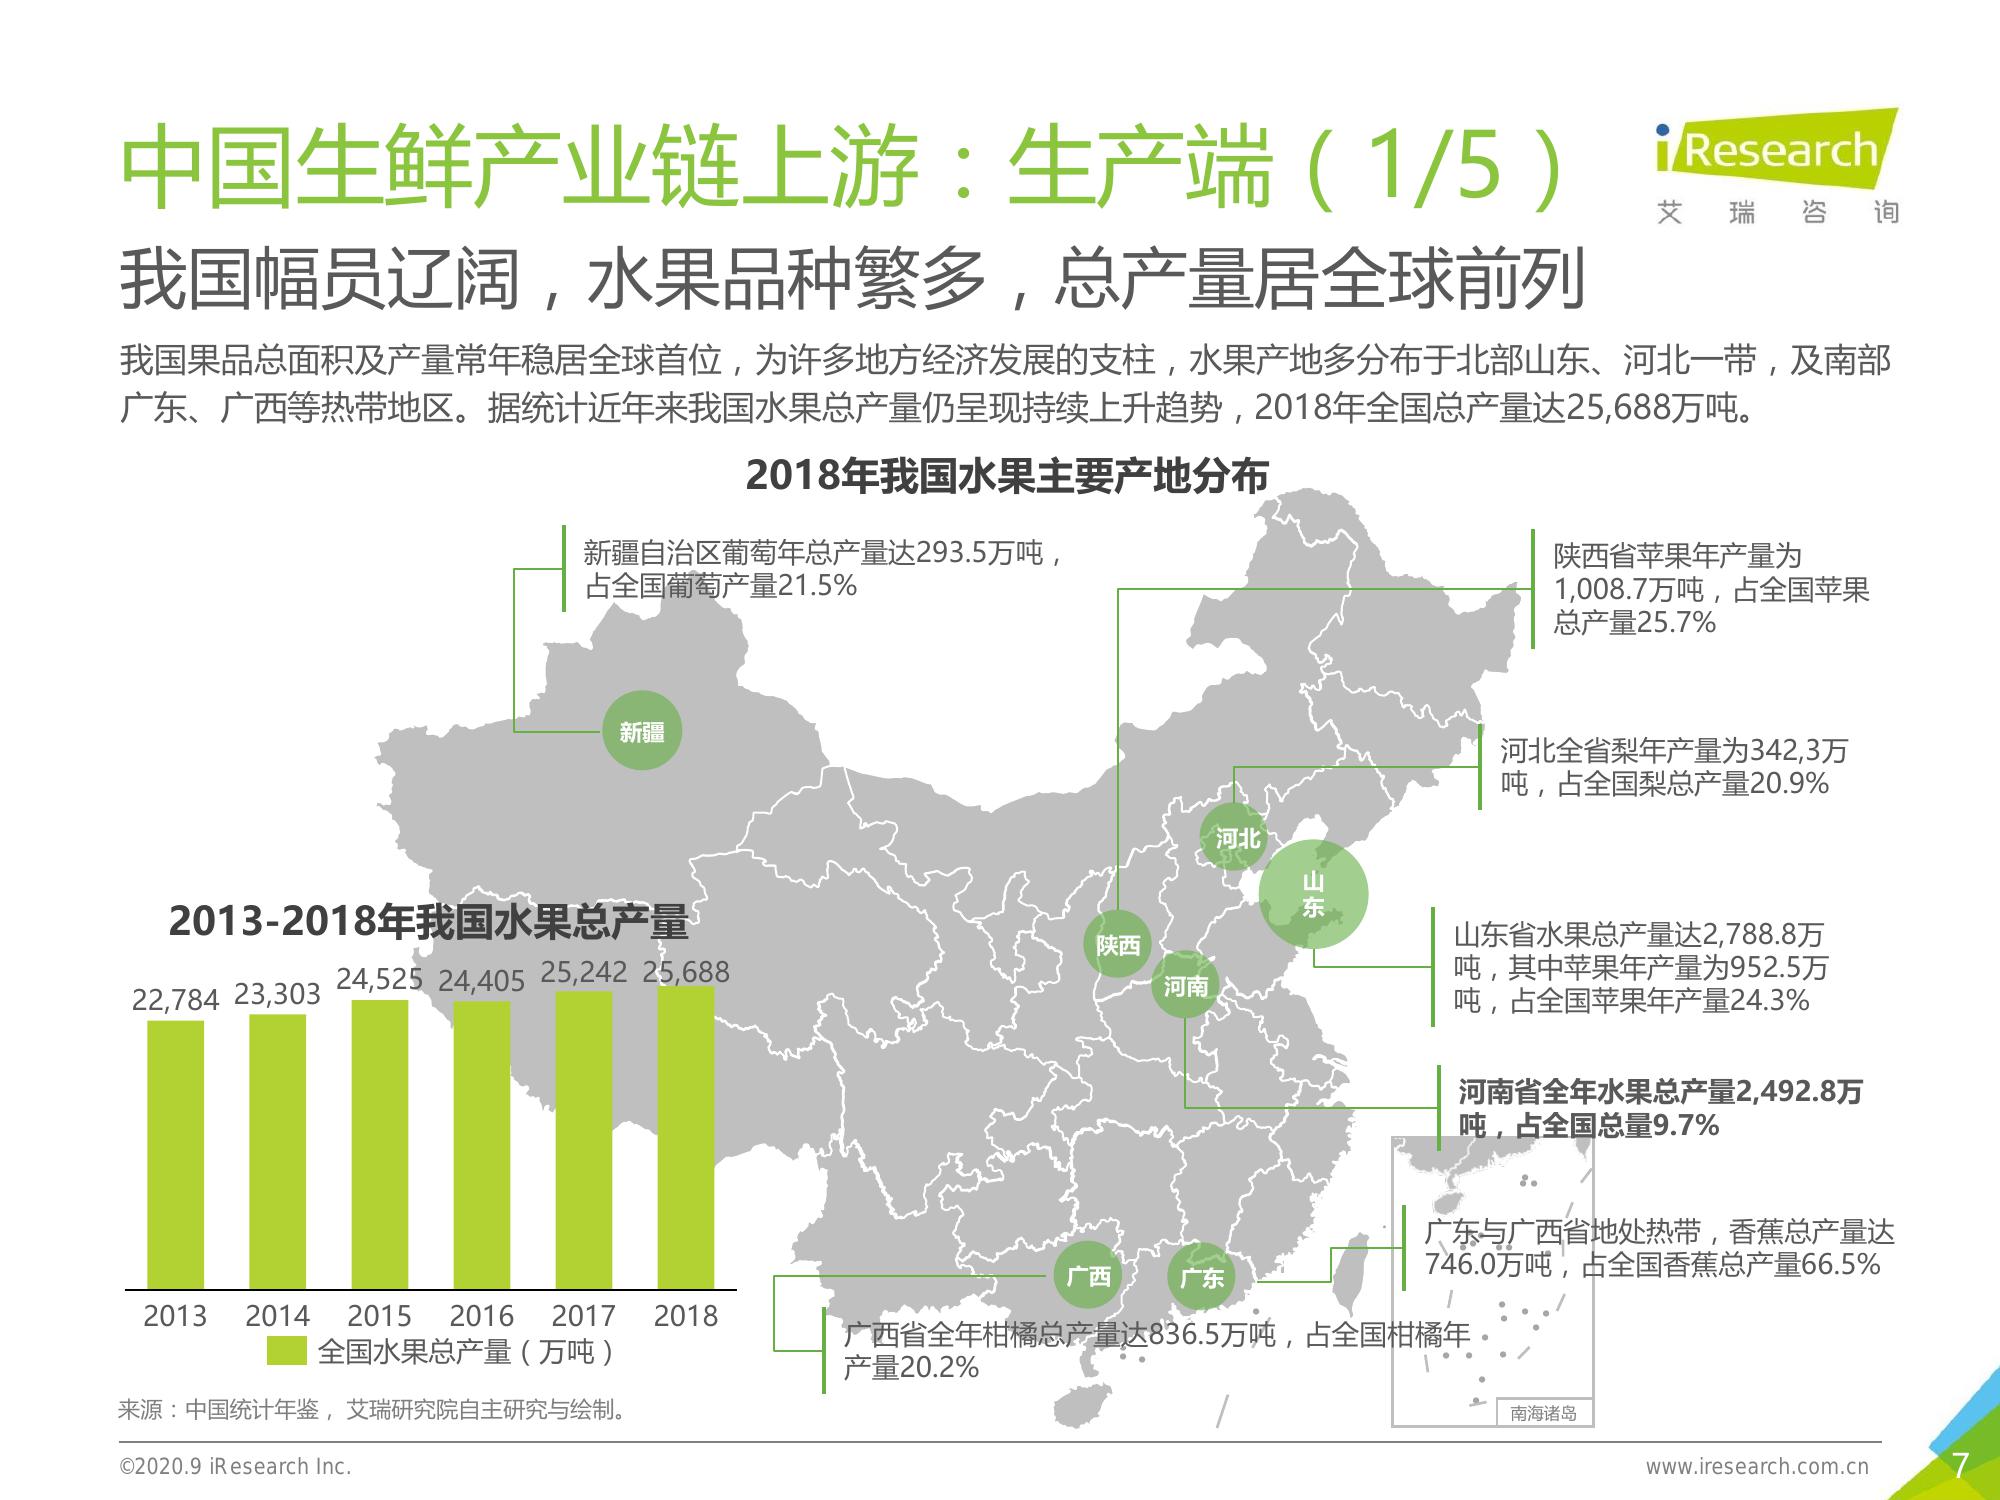 中国生鲜产业链上游：生产端（1/5）
iResearch
艾瑞咨询
我国幅员辽阔，水果品种繁多，总产量居全球前列
我国果品总面积及产量常年稳居全球首位，为许多地方经济发展的支柱，水果产地多分布于北部山东、河北一带，及南部
广东、广西等热带地区。据统计近年来我国水果总产量仍呈现持续上升趋势，2018年全国总产量达25,688万吨。
2018年我国水果主要产地分布
新疆自治区葡萄年总产量达293.5万吨，
占全国葡萄产量21.5%
陕西省苹果年产量为
1,008.7万吨，占全国苹果
总产量25.7%
新疆
河北全省梨年产量为342,3万
吨，占全国梨总产量20.9%
河北
山
东
陕西
河南
山东省水果总产量达2,788.8万
吨，其中苹果年产量为952.5万
吨，占全国苹果年产量24.3%
河南省全年水果总产量2,492.8万
吨，占全国总量9.7%
广东与广西省地处热带，香蕉总产量达
746.0万吨，占全国香蕉总产量66.5%
广西
广东
广西省全年柑橘总产量达836.5万吨，占全国柑橘年
产量20.2%
南海诸岛
2013-2018年我国水果总产量
22,784 23,303 24,525 24,405 25,242 25,688
2013 2014 2015 2016 2017 2018
全国水果总产量（万吨）
来源：中国统计年鉴， 艾瑞研究院自主研究与绘制。
©2020.9 iResearch Inc.
www.iresearch.com.cn
7